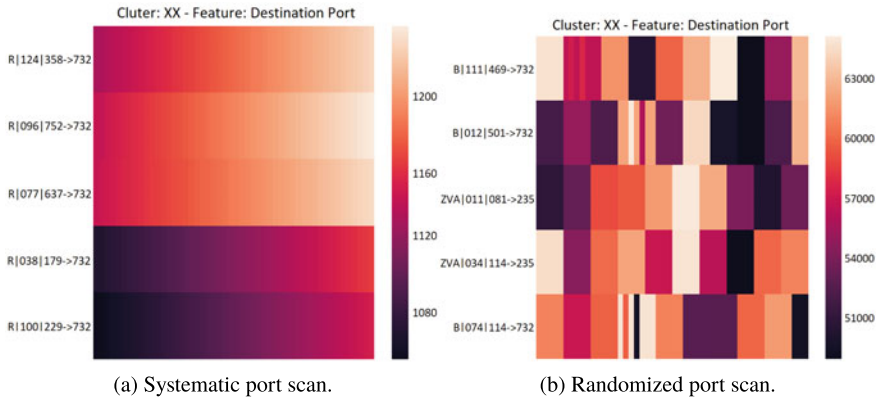 Cluter: XX - Feature: Destination Port
R|124|358->732
R|096|752->732
R|077|637->732
R|038|179->732
R|100|229->732
1200
1160
1120
1080
(a) Systematic port scan.
Cluster: XX - Feature: Destination Port
B|111|469->732
B|012|501->732
ZVA|011|081->235
ZVA|034|114->235
B|074|114->732
63000
60000
57000
54000
51000
(b) Randomized port scan.